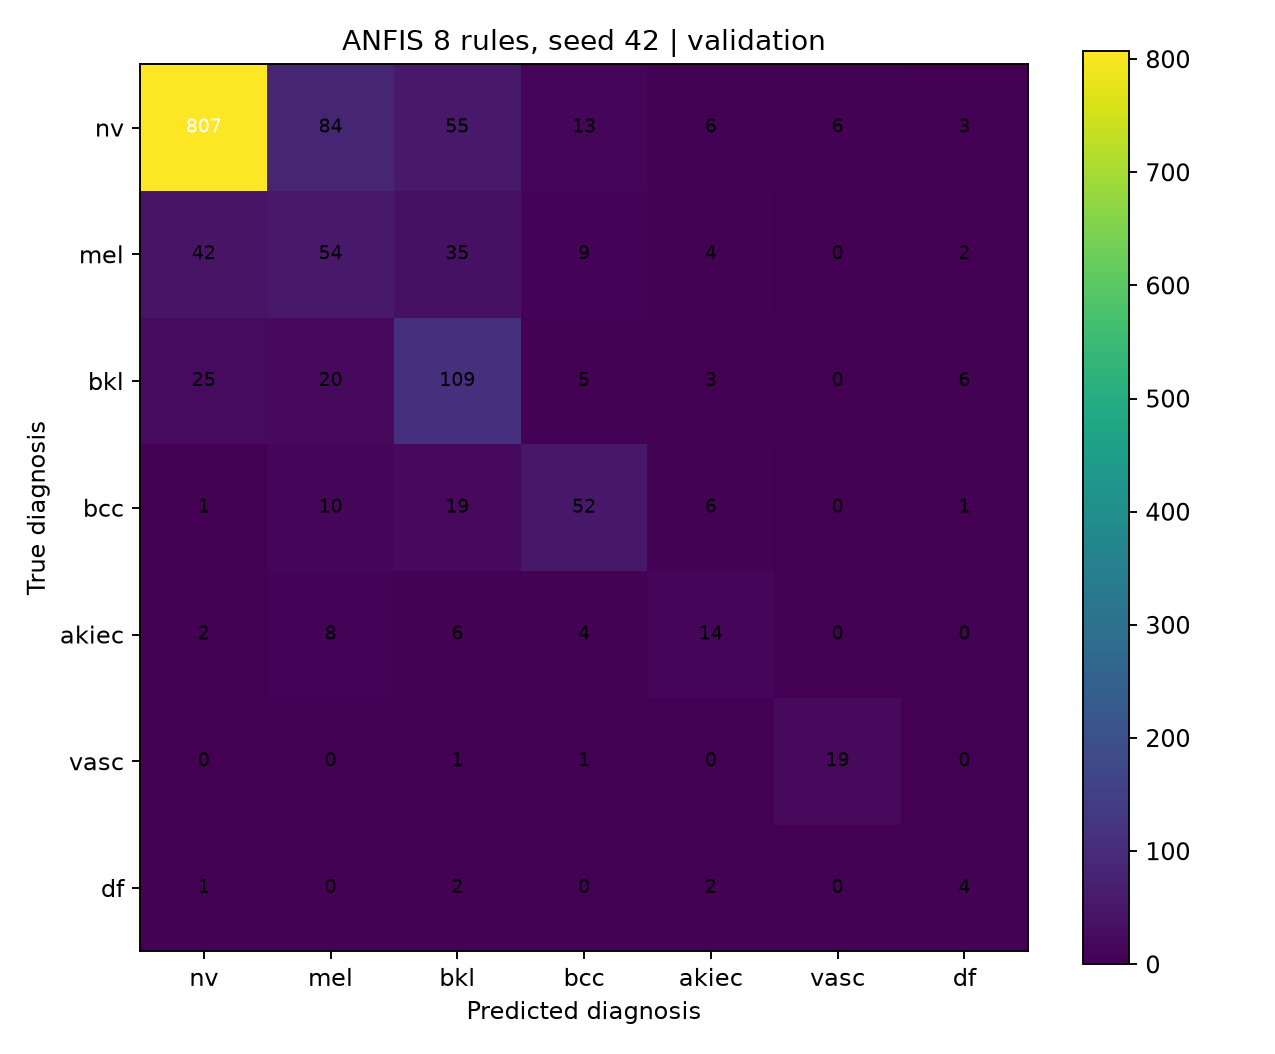 ANFIS 8 rules, seed 42 | validation
nv 807 84 55 13 6 6 3
mel 42 54 35 9 4 0 2
bkl 25 20 109 5 3 0 6
bcc 1 10 19 52 6 0 1
akiec 2 8 6 4 14 0 0
vasc 0 0 1 1 0 19 0
df 1 0 2 0 2 0 4
nv mel bkl bcc akiec vasc df
Predicted diagnosis
True diagnosis
800
700
600
500
400
300
200
100
0